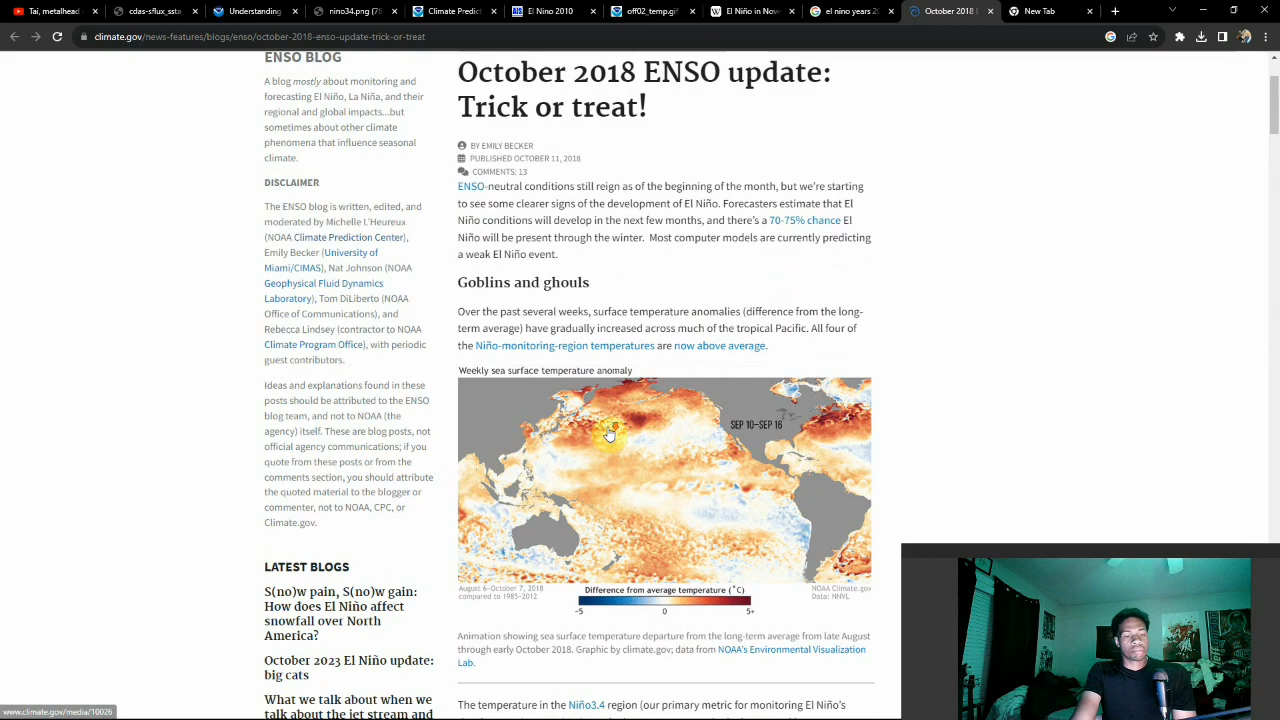 Tai, metalhead
cdas-sflux_ssta
Understanding
nino34.png (76
Climate Predict
El Nino 2010
off02_temp.gif
Niño in Novem
el nino years 20
October 2018 E
New Tab
climate.gov/news-features/blogs/enso/october-2018-enso-update-trick-or-treat
ENSO BLOG
A blog mostly about monitoring and
forecasting El Niño, La Niña, and their
regional and global impacts...but
sometimes about other climate
phenomena that influence seasonal
climate.
DISCLAIMER
The ENSO blog is written, edited, and
moderated by Michelle L'Heureux
(NOAA Climate Prediction Center),
Emily Becker (University of
Miami/CIMAS), Nat Johnson (NOAA
Geophysical Fluid Dynamics
Laboratory), Tom DiLiberto (NOAA
Office of Communications), and
Rebecca Lindsey (contractor to NOAA
Climate Program Office), with periodic
guest contributors.
Ideas and explanations found in these
posts should be attributed to the ENSO
blog team, and not to NOAA (the
agency) itself. These are blog posts, not
official agency communications; if you
quote from these posts or from the
comments section, you should attribute
the quoted material to the blogger or
commenter, not to NOAA, CPC, or
Climate.gov.
LATEST BLOGS
S(no)w pain, S(no)w gain:
How does El Niño affect
snowfall over North
America?
October 2023 El Niño update:
big cats
What we talk about when we
talk about the jet stream and
www.climate.gov/media/10026
October 2018 ENSO update:
Trick or treat!
BY EMILY BECKER
PUBLISHED OCTOBER 11, 2018
COMMENTS: 13
ENSO-neutral conditions still reign as of the beginning of the month, but we're starting
to see some clearer signs of the development of El Niño. Forecasters estimate that El
Niño conditions will develop in the next few months, and there's a 70-75% chance El
Niño will be present through the winter. Most computer models are currently predicting
a weak El Niño event.
Goblins and ghouls
Over the past several weeks, surface temperature anomalies (difference from the long-
term average) have gradually increased across much of the tropical Pacific. All four of
the Niño-monitoring-region temperatures are now above average.
Weekly sea surface temperature anomaly
SEP 10–SEP 16
August 6–October 7, 2018
compared to 1985-2012
Difference from average temperature (°C)
-5 0 5+
NOAA Climate.gov
Data: NNVL
Animation showing sea surface temperature departure from the long-term average from late August
through early October 2018. Graphic by climate.gov; data from NOAA's Environmental Visualization
Lab.
The temperature in the Niño3.4 region (our primary metric for monitoring El Niño's